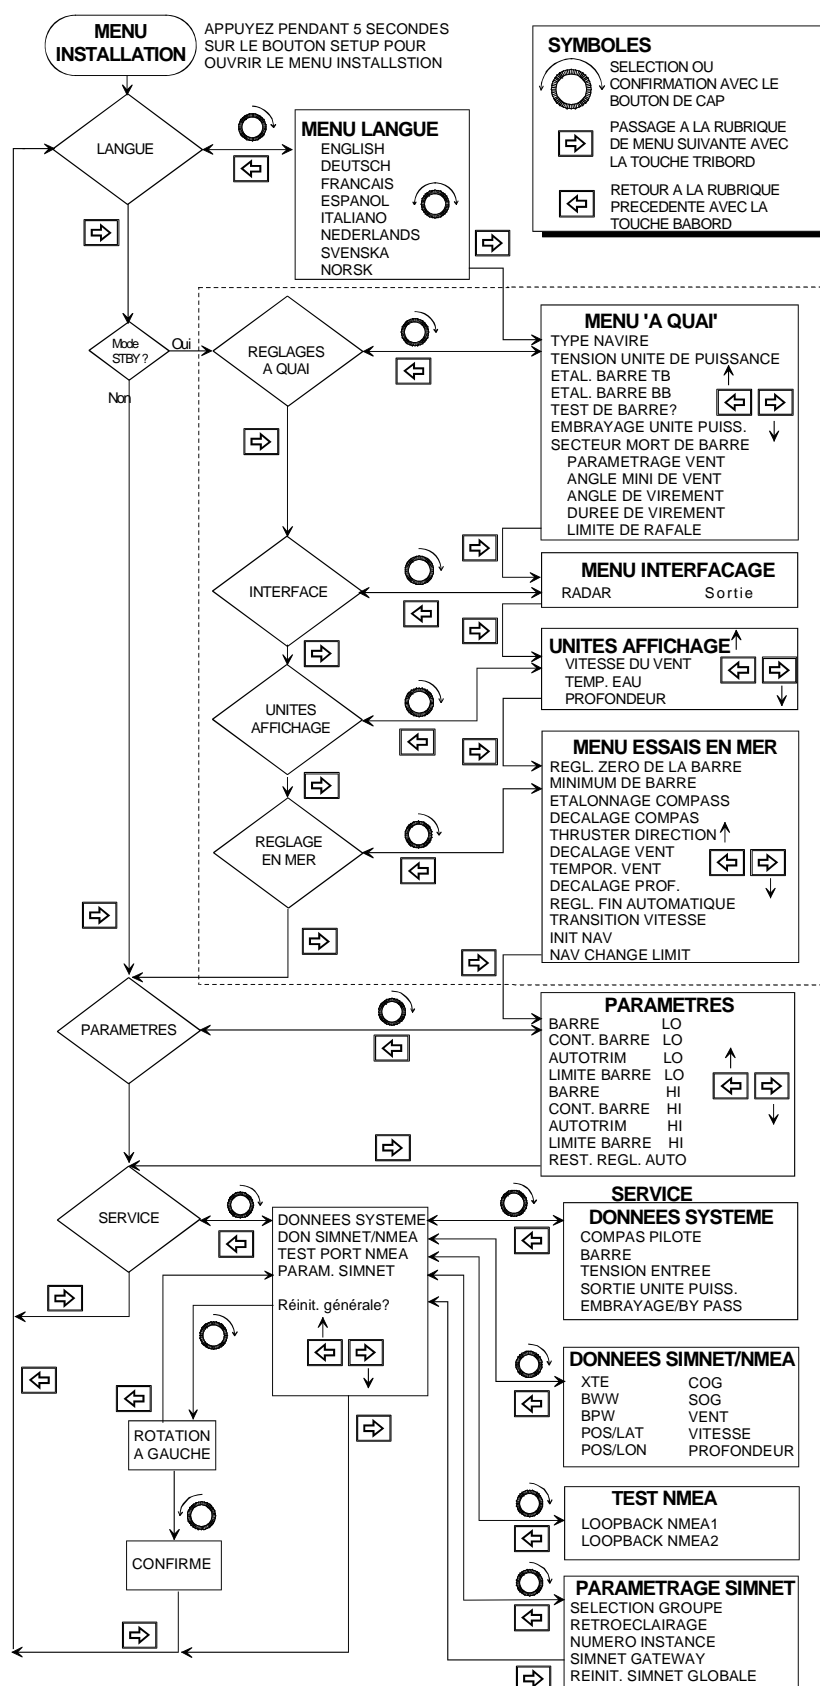 MENU
INSTALLATION
APPUYEZ PENDANT 5 SECONDES
SUR LE BOUTON SETUP POUR
OUVRIR LE MENU INSTALLSTION
SYMBOLES
SELECTION OU
CONFIRMATION AVEC LE
BOUTON DE CAP
PASSAGE A LA RUBRIQUE
DE MENU SUIVANTE AVEC
LA TOUCHE TRIBORD
RETOUR A LA RUBRIQUE
PRECEDENTE AVEC LA
TOUCHE BABORD
LANGUE
MENU LANGUE
ENGLISH
DEUTSCH
FRANCAIS
ESPANOL
ITALIANO
NEDERLANDS
SVENSKA
NORSK
Mode
STBY ?
Oui
Non
REGLAGES
A QUAI
MENU 'A QUAI'
TYPE NAVIRE
TENSION UNITE DE PUISSANCE
ETAL. BARRE TB
ETAL. BARRE BB
TEST DE BARRE?
EMBRAYAGE UNITE PUISS.
SECTEUR MORT DE BARRE
PARAMETRAGE VENT
ANGLE MINI DE VENT
ANGLE DE VIREMENT
DUREE DE VIREMENT
LIMITE DE RAFALE
INTERFACE
MENU INTERFACAGE
RADAR Sortie
UNITES
AFFICHAGE
UNITES AFFICHAGE
VITESSE DU VENT
TEMP. EAU
PROFONDEUR
REGLAGE
EN MER
MENU ESSAIS EN MER
REGL. ZERO DE LA BARRE
MINIMUM DE BARRE
ETALONNAGE COMPASS
DECALAGE COMPAS
THRUSTER DIRECTION
DECALAGE VENT
TEMPOR. VENT
DECALAGE PROF.
REGL. FIN AUTOMATIQUE
TRANSITION VITESSE
INIT NAV
NAV CHANGE LIMIT
PARAMETRES
PARAMETRES
BARRE LO
CONT. BARRE LO
AUTOTRIM LO
LIMITE BARRE LO
BARRE HI
CONT. BARRE HI
AUTOTRIM HI
LIMITE BARRE HI
REST. REGL. AUTO
SERVICE
DONNEES SYSTEME
DON SIMNET/NMEA
TEST PORT NMEA
PARAM. SIMNET
Réinit. générale?
SERVICE
DONNEES SYSTEME
COMPAS PILOTE
BARRE
TENSION ENTREE
SORTIE UNITE PUISS.
EMBRAYAGE/BY PASS
DONNEES SIMNET/NMEA
XTE COG
BWW SOG
BPW VENT
POS/LAT VITESSE
POS/LON PROFONDEUR
ROTATION
A GAUCHE
CONFIRME
TEST NMEA
LOOPBACK NMEA1
LOOPBACK NMEA2
PARAMETRAGE SIMNET
SELECTION GROUPE
RETROECLAIRAGE
NUMERO INSTANCE
SIMNET GATEWAY
REINIT. SIMNET GLOBALE